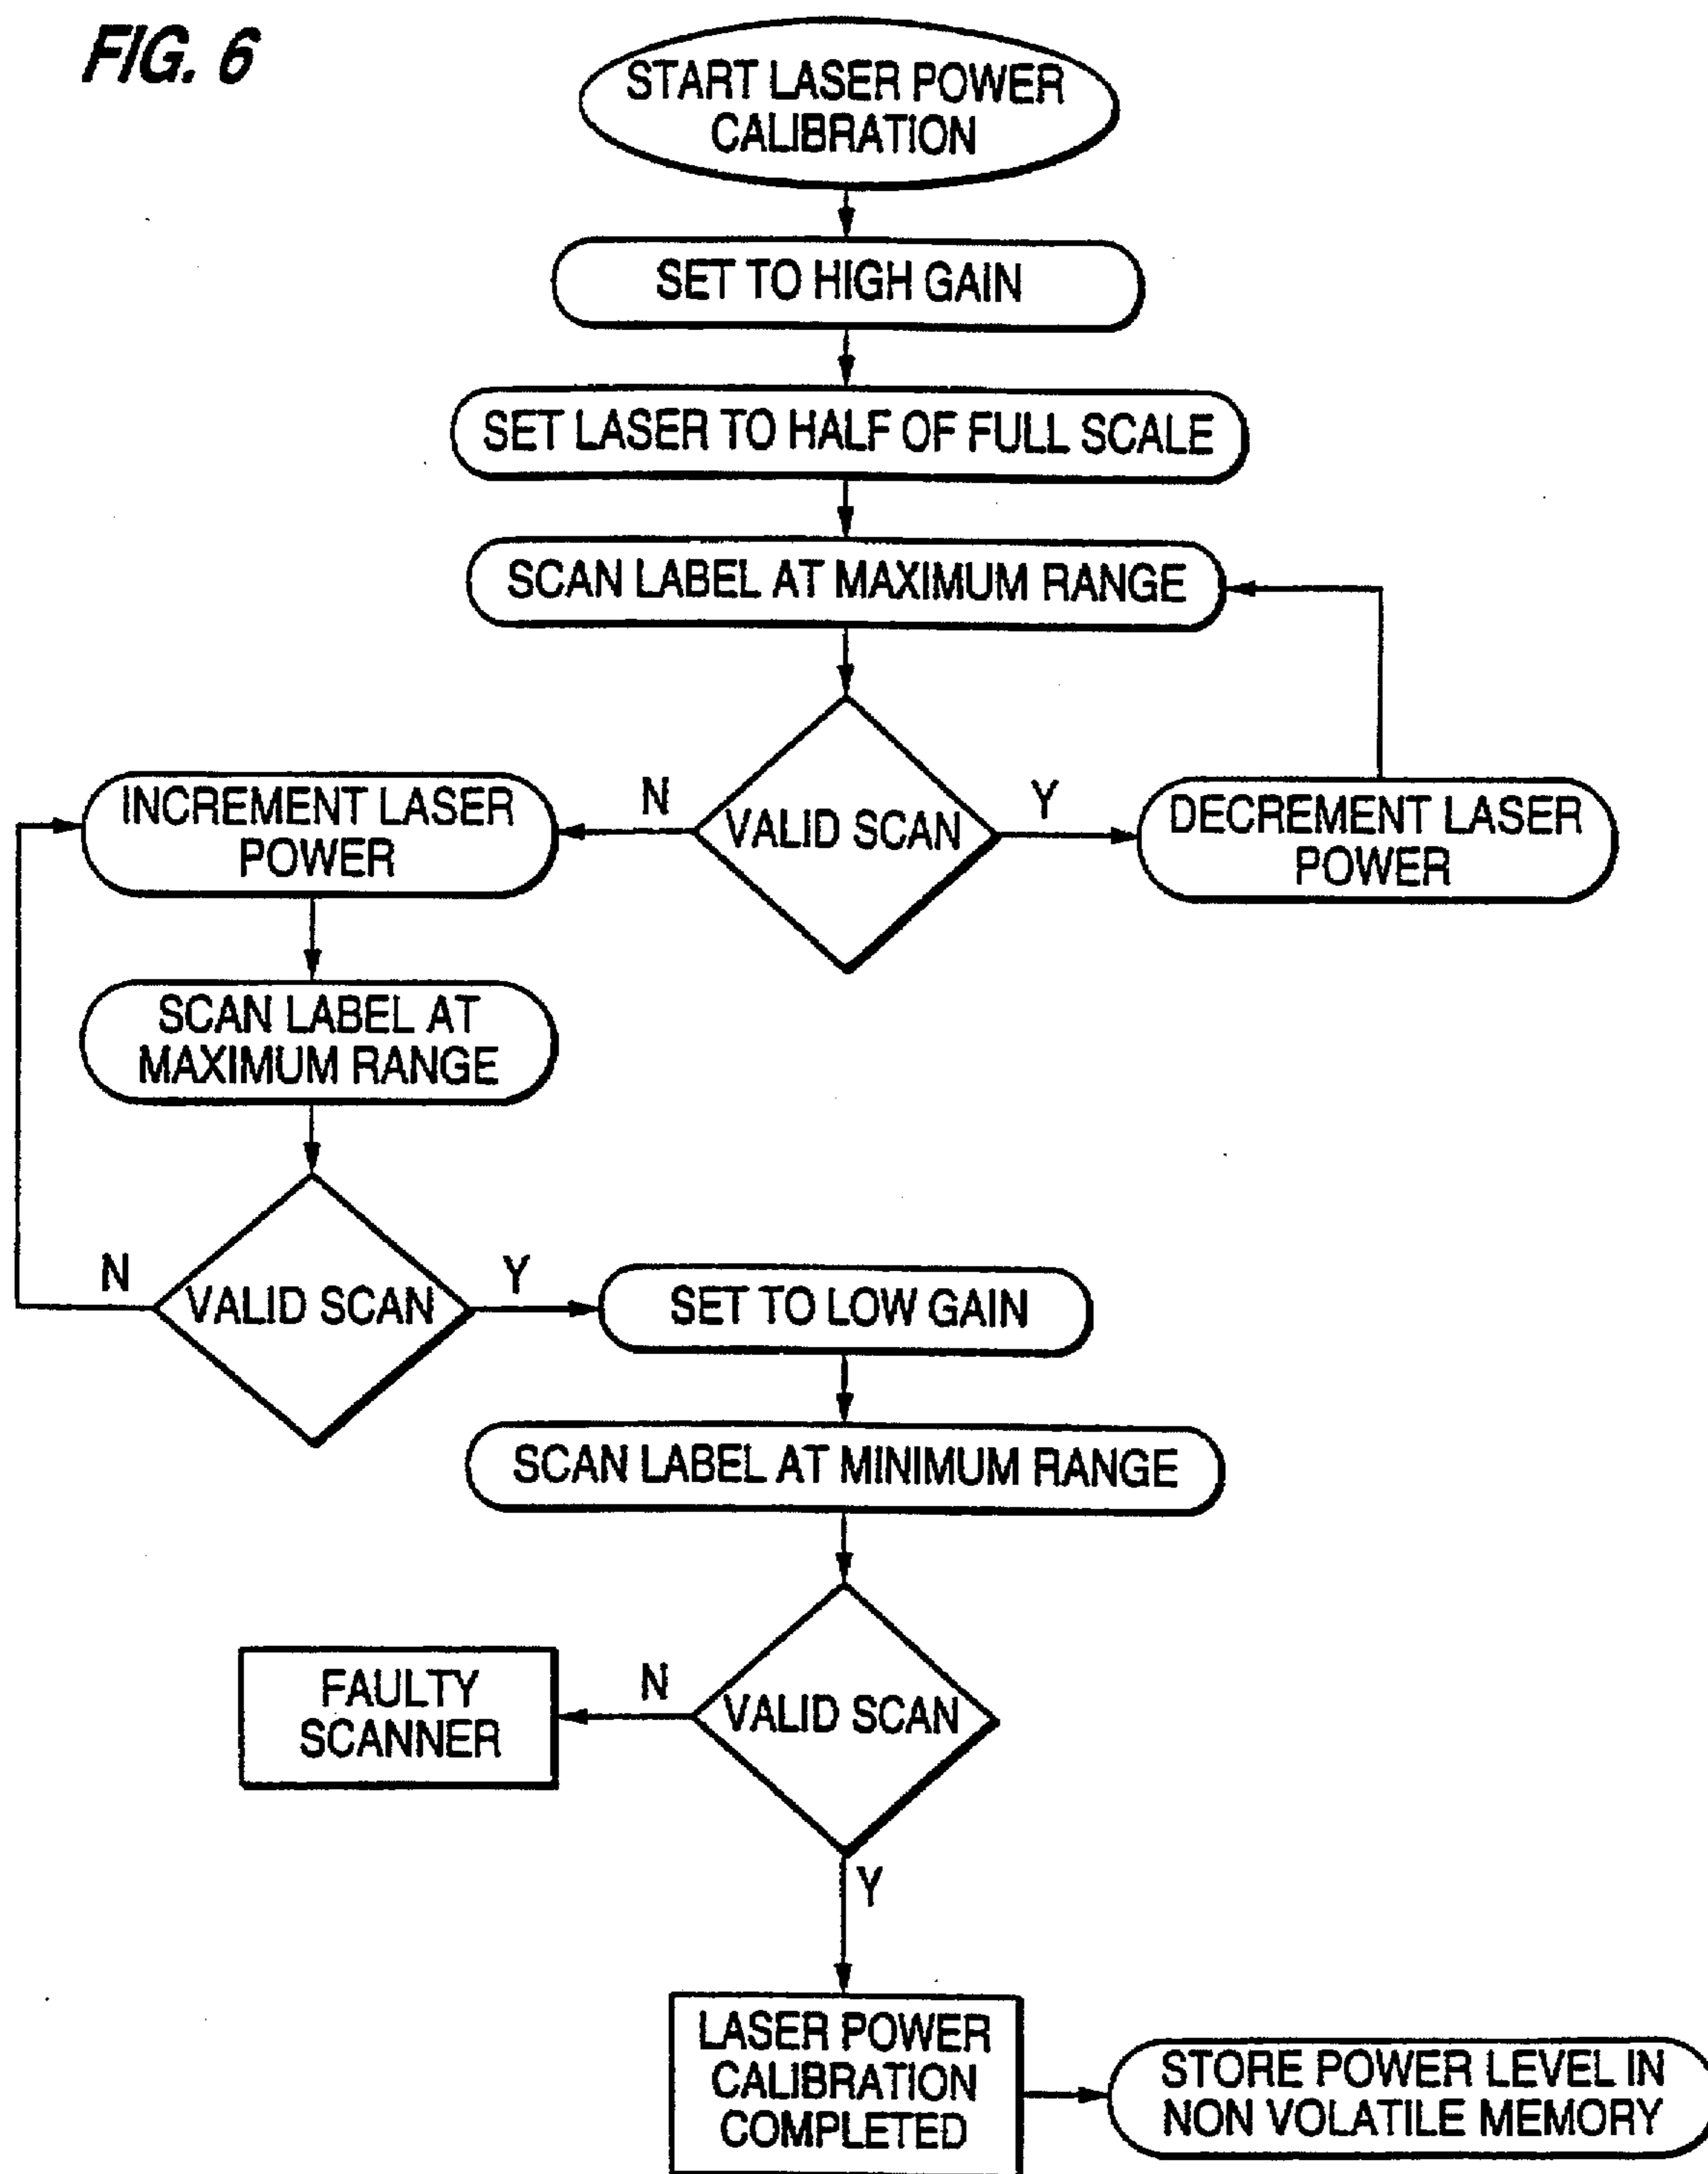 FIG. 6
START LASER POWER
CALIBRATION
SET TO HIGH GAIN
SET LASER TO HALF OF FULL SCALE
SCAN LABEL AT MAXIMUM RANGE
INCREMENT LASER
POWER
N
VALID SCAN
Y
DECREMENT LASER
POWER
SCAN LABEL AT
MAXIMUM RANGE
N
VALID SCAN
Y
SET TO LOW GAIN
SCAN LABEL AT MINIMUM RANGE
FAULTY
SCANNER
N
VALID SCAN
Y
LASER POWER
CALIBRATION
COMPLETED
STORE POWER LEVEL IN
NON VOLATILE MEMORY